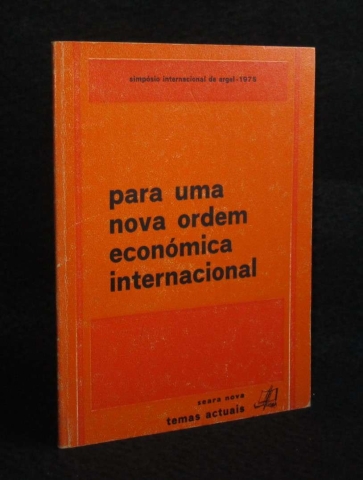 simpósio internacional de argel-1975
para uma
nova ordem
económica
internacional
seara nova
temas actuais